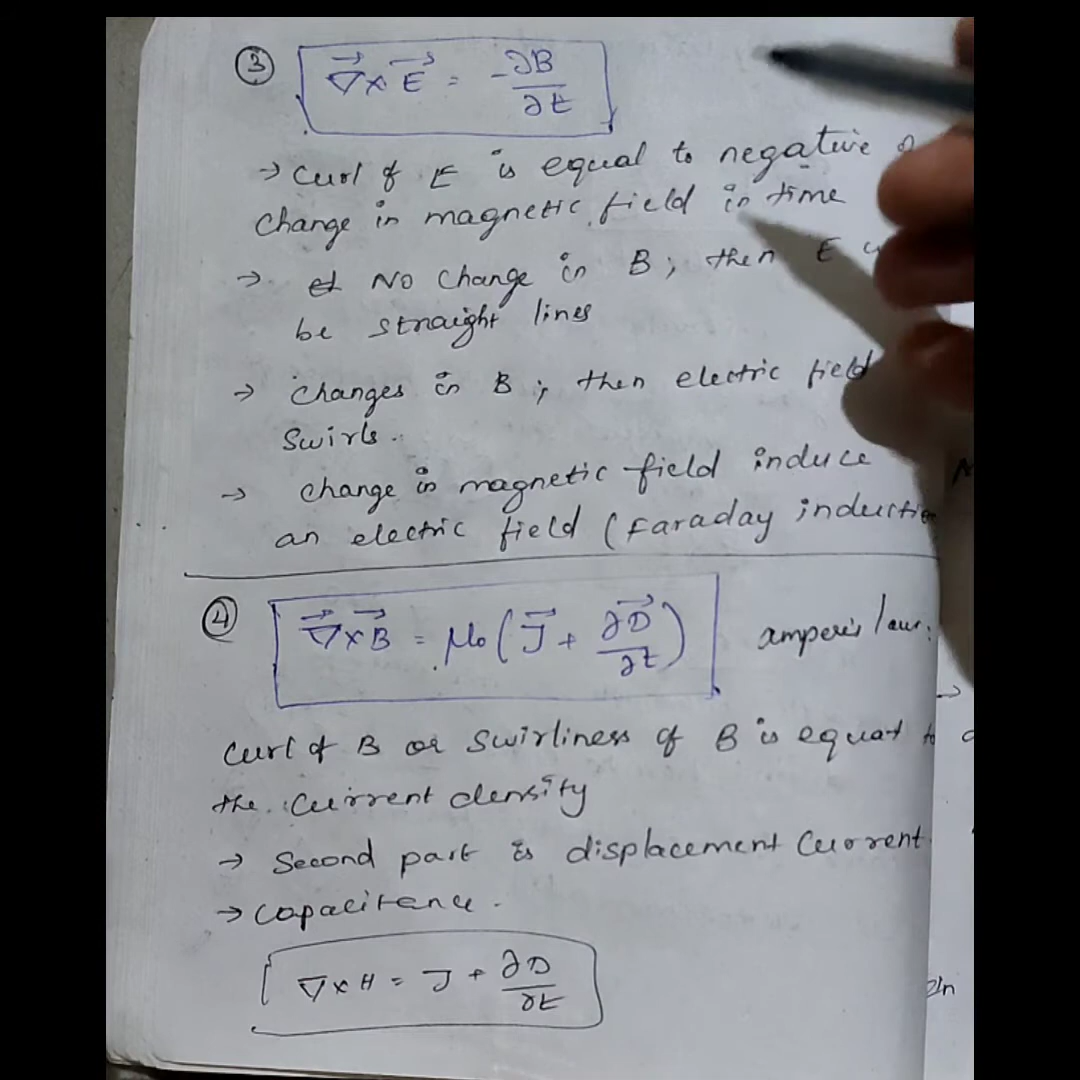 ③ ∇⃗ × E⃗ = -∂B/∂t
→ Curl of E is equal to negative
change in magnetic field in time
→ No change in B; then E
be straight lines
→ changes in B; then electric field
swirls.
→ change in magnetic field induce
an electric field (Faraday induction
④ ∇⃗ × B⃗ = μ₀(J⃗ + ∂D⃗/∂t) ampere's law.
Curl of B or swirliness of B is equal to
the current density
→ Second part is displacement current
→ Capacitance.
∇ × H = J + ∂D/∂t